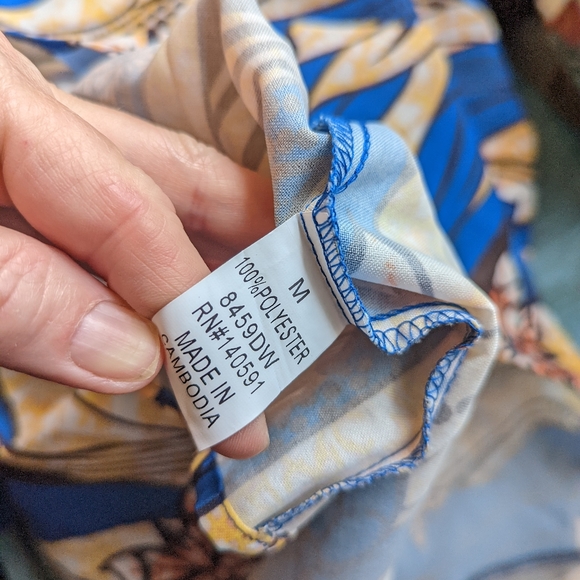 M
100%POLYESTER
8459DW
RN#140591
MADE IN
CAMBODIA